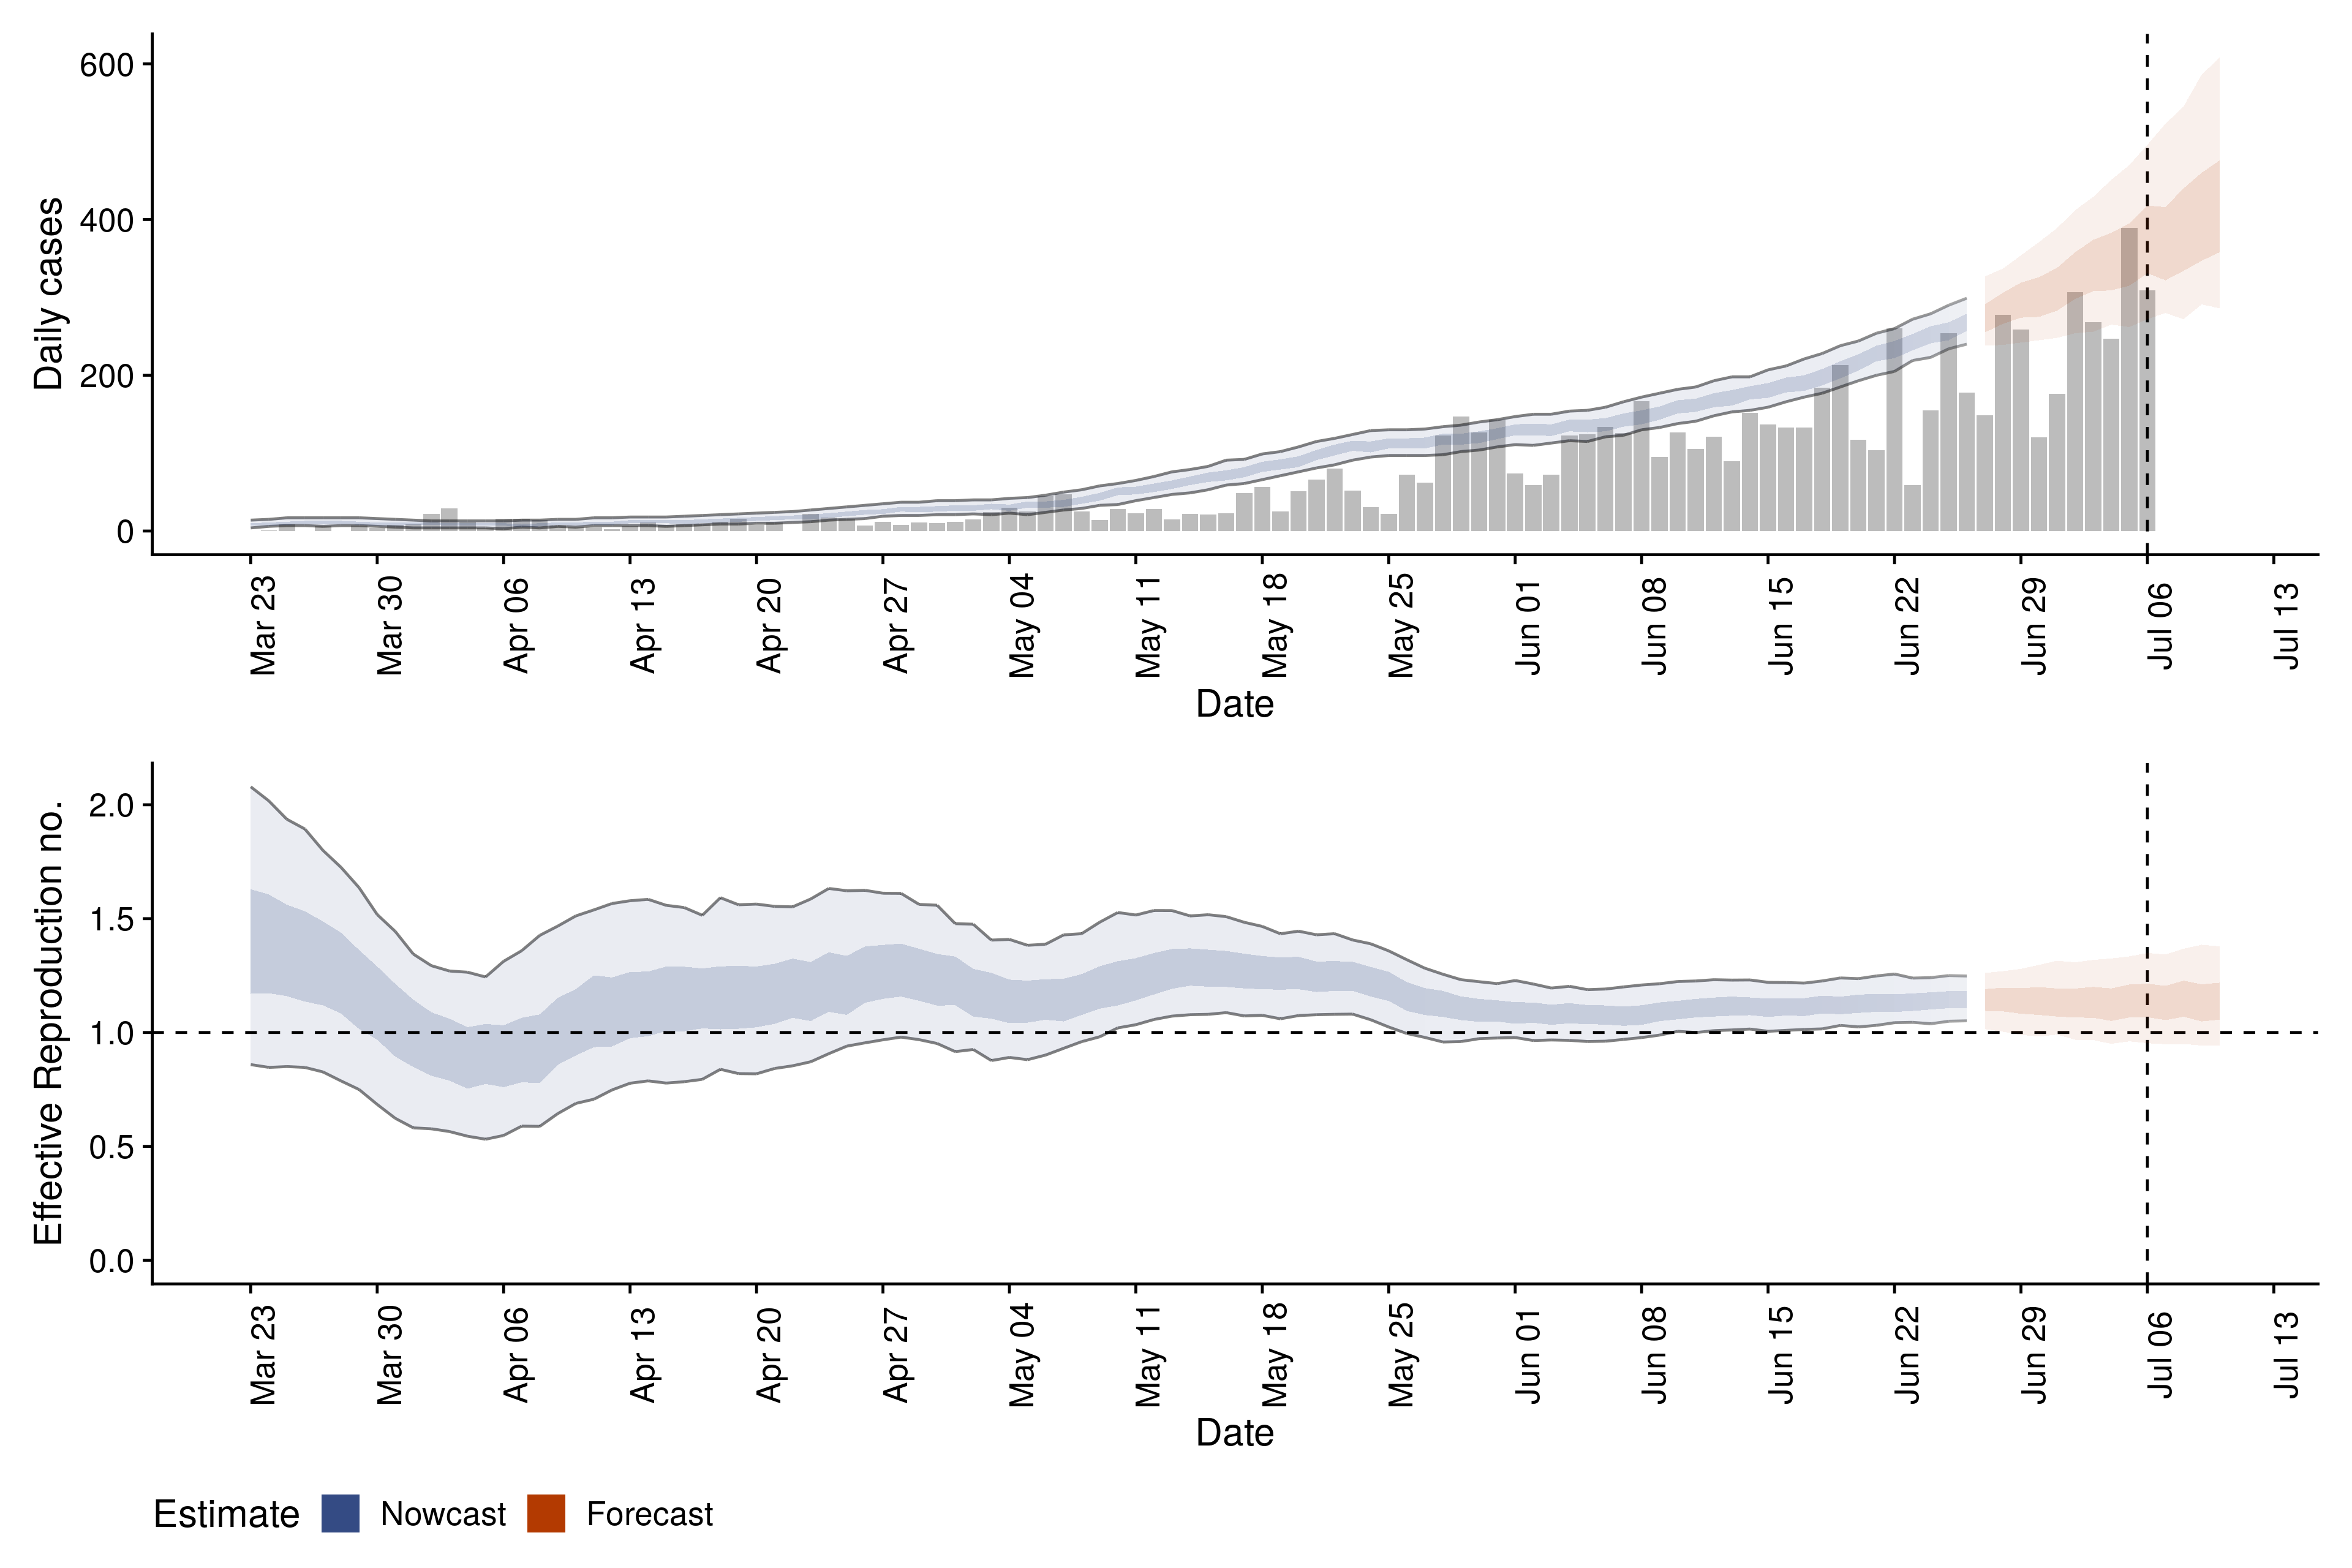 600
400
200
0
Daily cases
Mar 23
Mar 30
Apr 06
Apr 13
Apr 20
Apr 27
May 04
May 11
May 18
May 25
Jun 01
Jun 08
Jun 15
Jun 22
Jun 29
Jul 06
Jul 13
Date
2.0
1.5
1.0
0.5
0.0
Effective Reproduction no.
Mar 23
Mar 30
Apr 06
Apr 13
Apr 20
Apr 27
May 04
May 11
May 18
May 25
Jun 01
Jun 08
Jun 15
Jun 22
Jun 29
Jul 06
Jul 13
Date
Estimate Nowcast Forecast